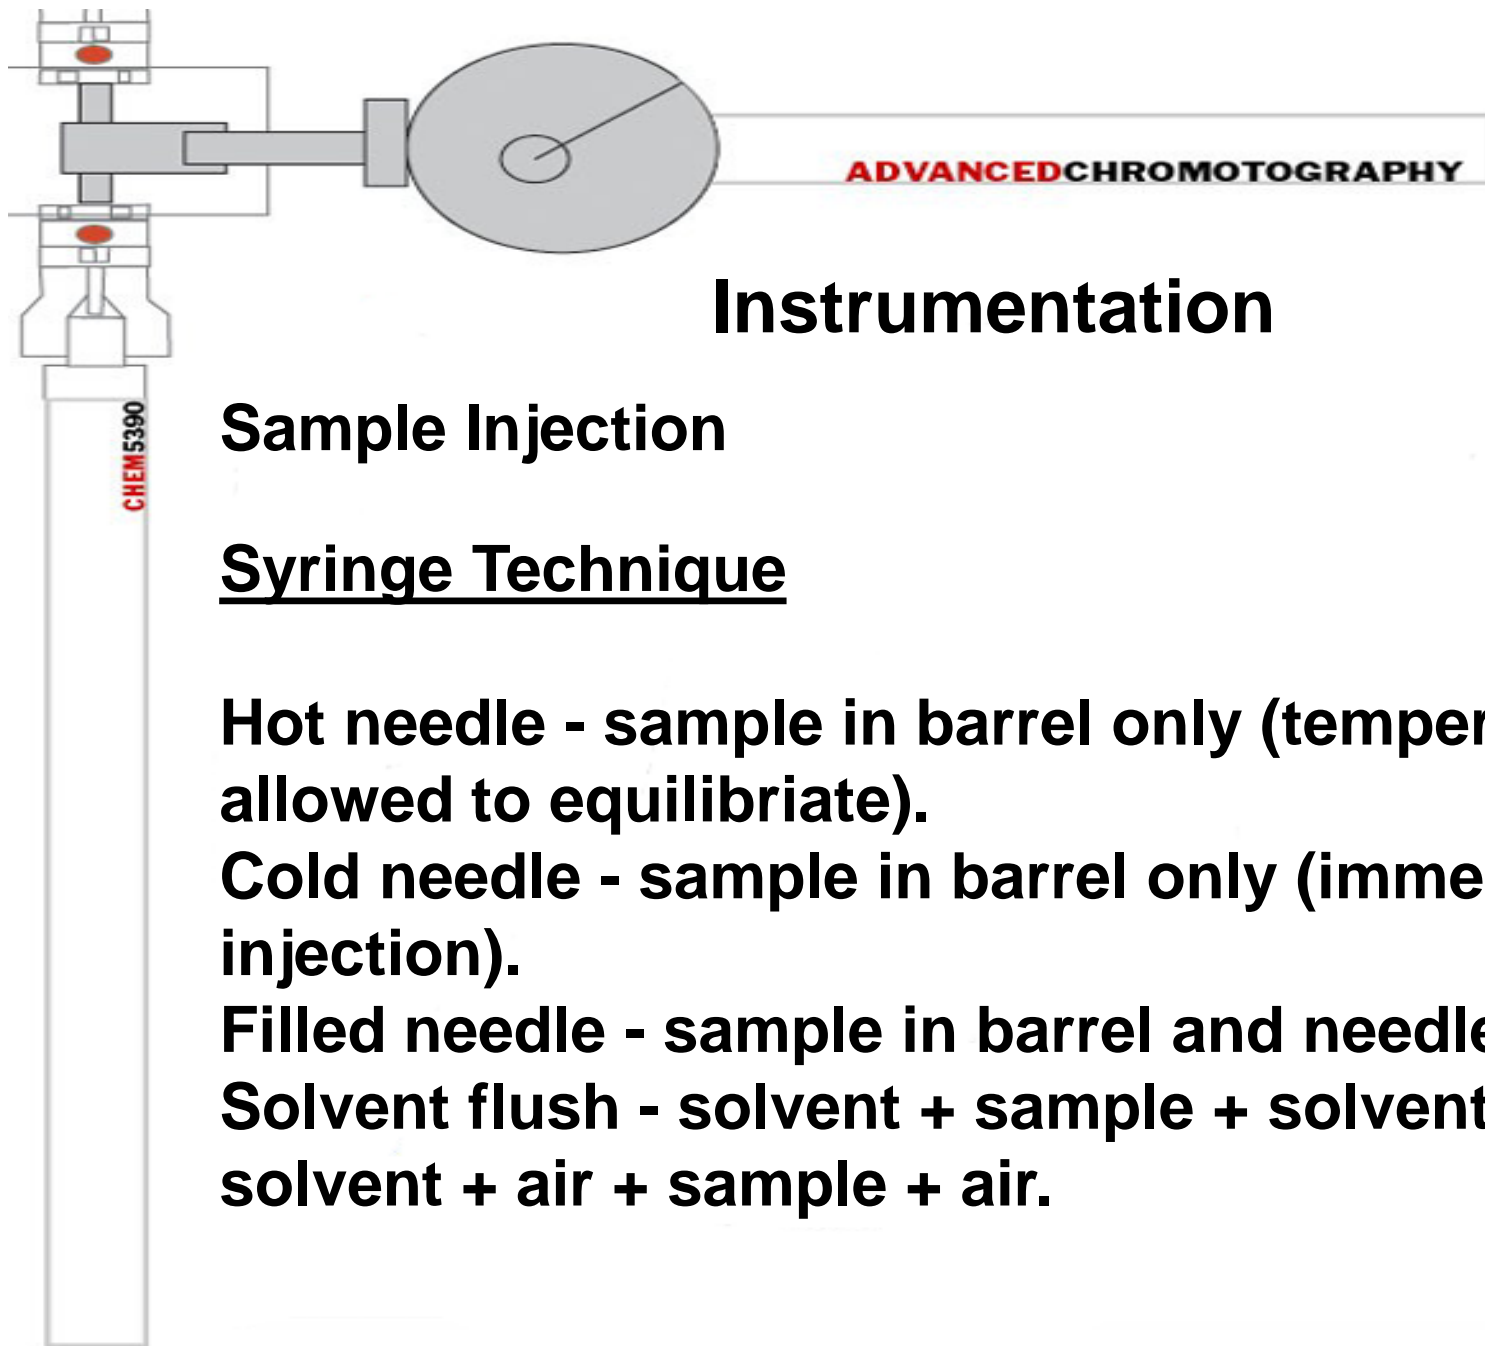 ADVANCEDCHROMOTOGRAPHY
Instrumentation
CHEM5390
Sample Injection
Syringe Technique
Hot needle - sample in barrel only (temper
allowed to equilibriate).
Cold needle - sample in barrel only (imme
injection).
Filled needle - sample in barrel and needle
Solvent flush - solvent + sample + solvent
solvent + air + sample + air.